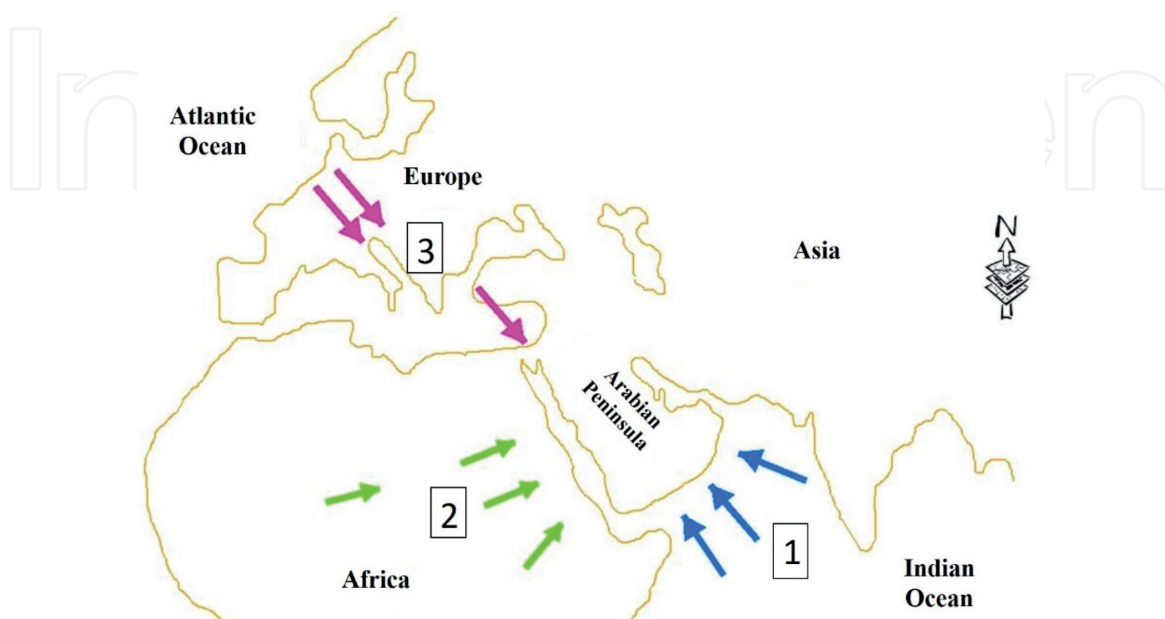 Atlantic
Ocean
Europe
3
N
Asia
Arabian
Peninsula
2
1
Africa
Indian
Ocean